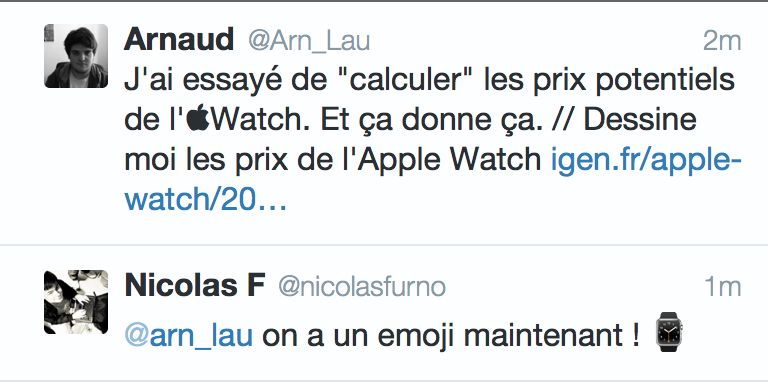 Arnaud @Arn_Lau 2m
J'ai essayé de "calculer" les prix potentiels
de l'Watch. Et ça donne ça. // Dessine
moi les prix de l'Apple Watch igen.fr/apple-
watch/20…
Nicolas F @nicolasfurno 1m
@arn_lau on a un emoji maintenant ! ⌚